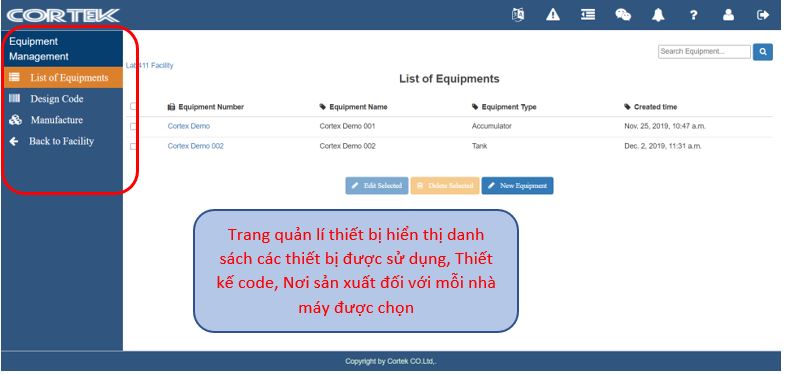 CORTEK
Equipment
Management
List of Equipments
Design Code
Manufacture
Back to Facility
Search Equipment...
Lab411 Facility
List of Equipments
Equipment Number Equipment Name Equipment Type Created time
Cortex Demo Cortex Demo 001 Accumulator Nov. 25, 2019, 10:47 a.m.
Cortex Demo 002 Cortex Demo 002 Tank Dec. 2, 2019, 11:31 a.m.
Edit Selected Delete Selected New Equipment
Trang quản lí thiết bị hiển thị danh
sách các thiết bị được sử dụng, Thiết
kế code, Nơi sản xuất đối với mỗi nhà
máy được chọn
Copyright by Cortek CO.Ltd,.